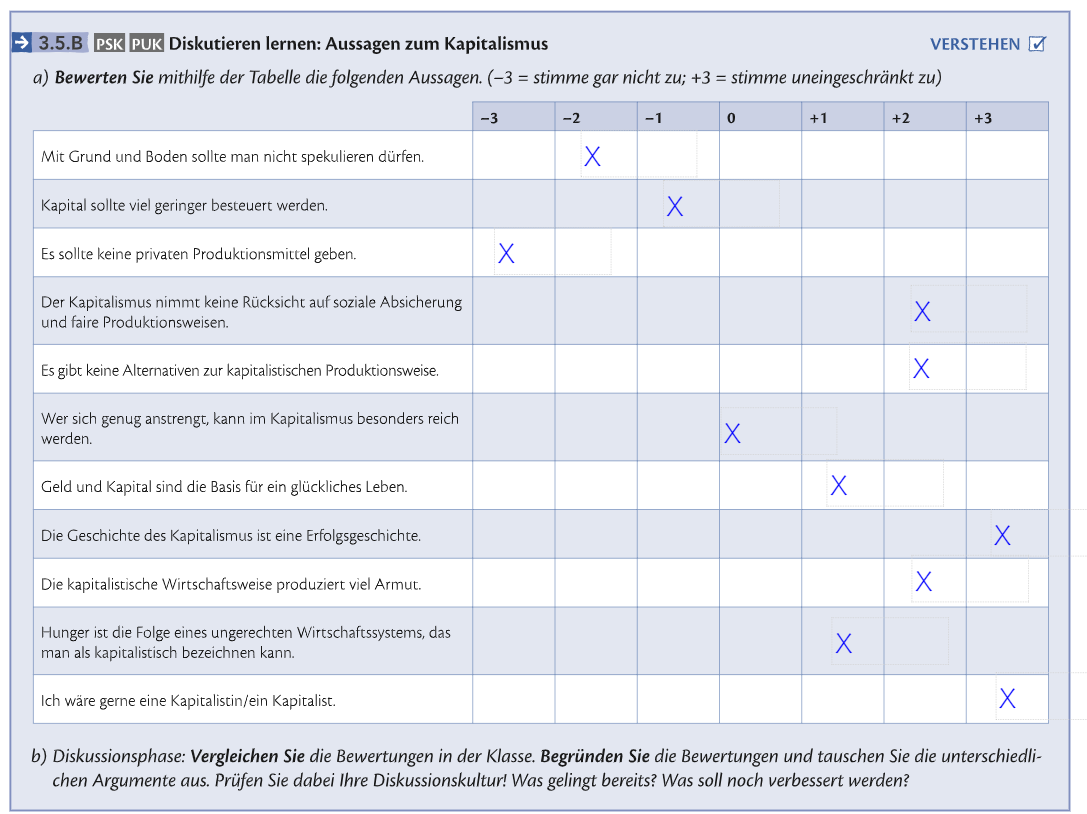 → 3.5.B PSK PUK Diskutieren lernen: Aussagen zum Kapitalismus VERSTEHEN
a) Bewerten Sie mithilfe der Tabelle die folgenden Aussagen. (–3 = stimme gar nicht zu; +3 = stimme uneingeschränkt zu)
–3 –2 –1 0 +1 +2 +3
Mit Grund und Boden sollte man nicht spekulieren dürfen. X
Kapital sollte viel geringer besteuert werden. X
Es sollte keine privaten Produktionsmittel geben. X
Der Kapitalismus nimmt keine Rücksicht auf soziale Absicherung
und faire Produktionsweisen. X
Es gibt keine Alternativen zur kapitalistischen Produktionsweise. X
Wer sich genug anstrengt, kann im Kapitalismus besonders reich
werden. X
Geld und Kapital sind die Basis für ein glückliches Leben. X
Die Geschichte des Kapitalismus ist eine Erfolgsgeschichte. X
Die kapitalistische Wirtschaftsweise produziert viel Armut. X
Hunger ist die Folge eines ungerechten Wirtschaftssystems, das
man als kapitalistisch bezeichnen kann. X
Ich wäre gerne eine Kapitalistin/ein Kapitalist. X
b) Diskussionsphase: Vergleichen Sie die Bewertungen in der Klasse. Begründen Sie die Bewertungen und tauschen Sie die unterschiedli-
chen Argumente aus. Prüfen Sie dabei Ihre Diskussionskultur! Was gelingt bereits? Was soll noch verbessert werden?